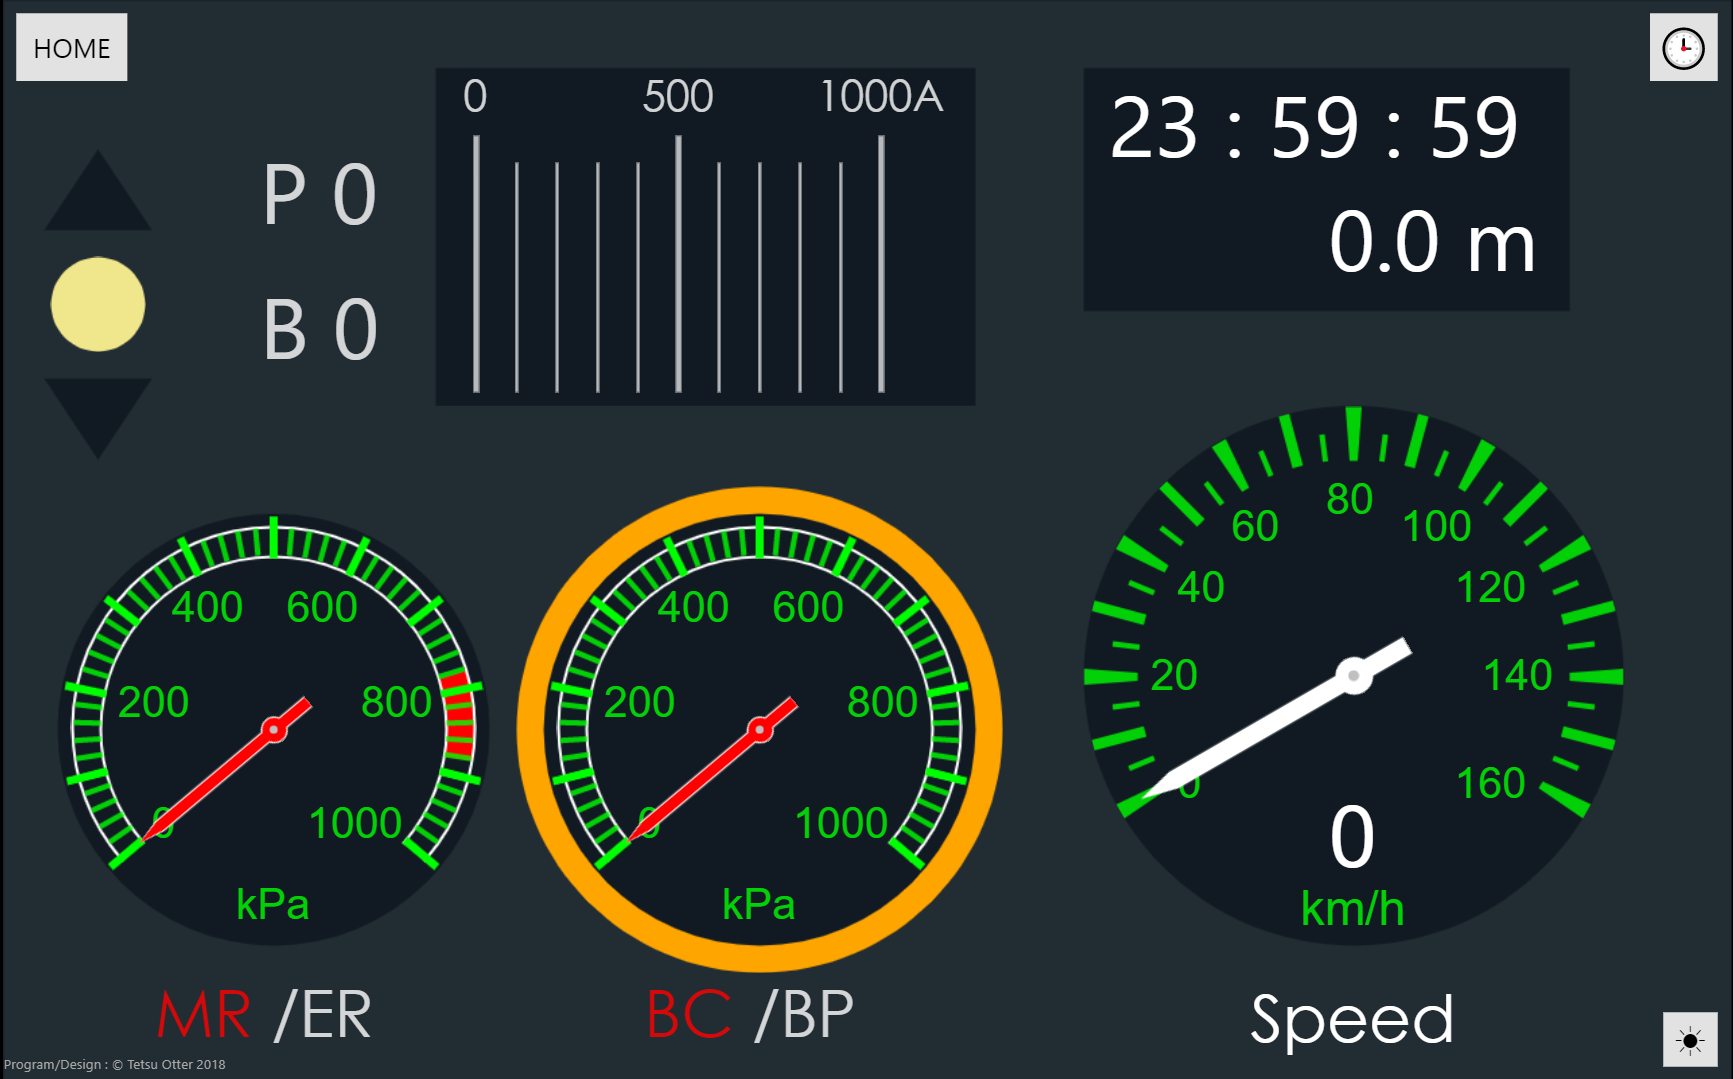 HOME
0 500 1000A
23 : 59 : 59
P 0
0.0 m
B 0
80
60 100
40 120
400 600
400 600
20 140
200 800
200 800
0 160
0 1000
0 1000
0
kPa
kPa
km/h
MR /ER
BC /BP
Speed
Program/Design : © Tetsu Otter 2018